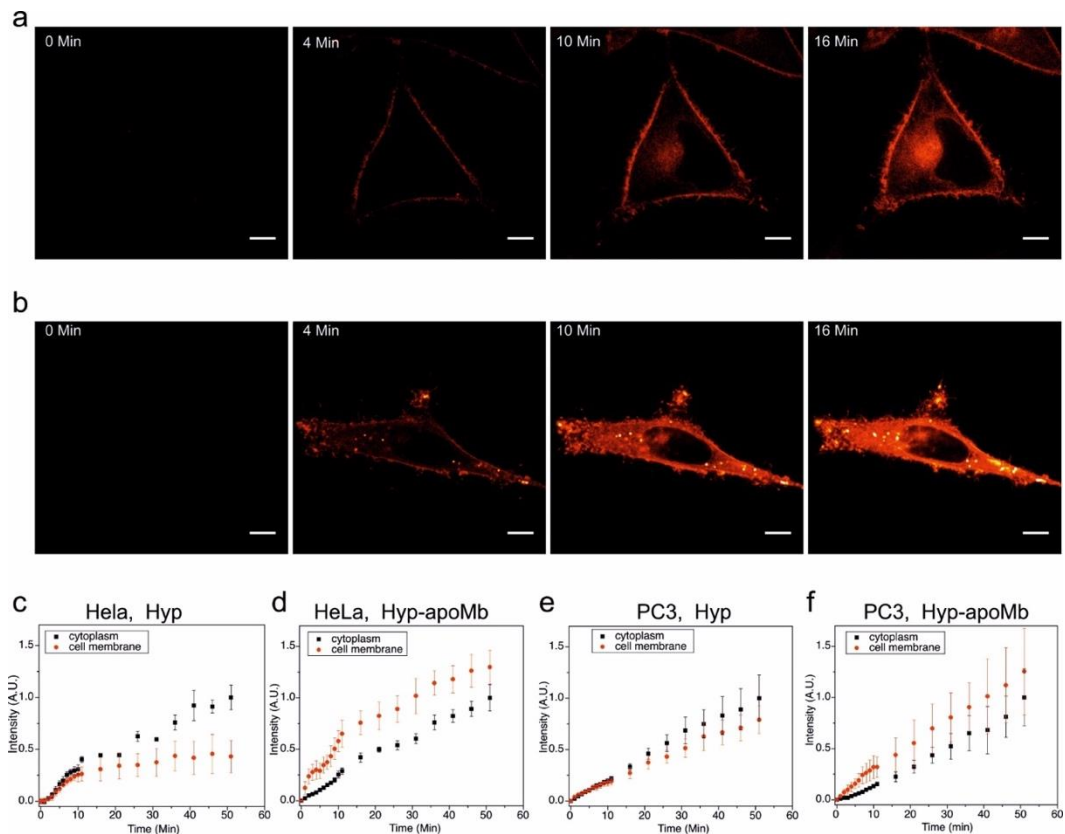 a
0 Min 4 Min 10 Min 16 Min
b
0 Min 4 Min 10 Min 16 Min
c Hela, Hyp
cytoplasm
cell membrane
Intensity (A.U.)
1.5
1.0
0.5
0.0
0 10 20 30 40 50 60
Time (Min)
d HeLa, Hyp-apoMb
cytoplasm
cell membrane
Intensity (A.U.)
1.5
1.0
0.5
0.0
0 10 20 30 40 50 60
Time (Min)
e PC3, Hyp
cytoplasm
cell membrane
Intensity (A.U.)
1.5
1.0
0.5
0.0
0 10 20 30 40 50 60
Time (min)
f PC3, Hyp-apoMb
cytoplasm
cell membrane
Intensity (A.U.)
1.5
1.0
0.5
0.0
0 10 20 30 40 50 60
Time (min)